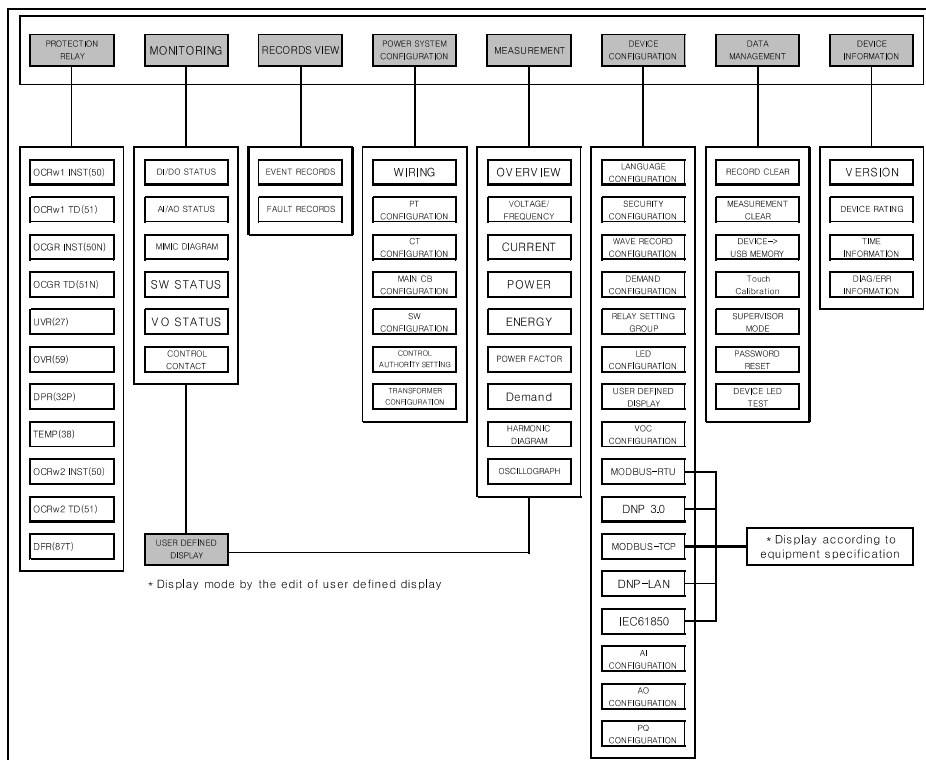 PROTECTION
RELAY
MONITORING
RECORDS VIEW
POWER SYSTEM
CONFIGURATION
MEASUREMENT
DEVICE
CONFIGURATION
DATA
MANAGEMENT
DEVICE
INFORMATION
OCRw1 INST(50)
OCRw1 TD(51)
OCGR INST(50N)
OCGR TD(51N)
UVR(27)
OVR(59)
DPR(32P)
TEMP(38)
OCRw2 INST(50)
OCRw2 TD(51)
DFR(87T)
DI/DO STATUS
AI/AO STATUS
MIMIC DIAGRAM
SW STATUS
VO STATUS
CONTROL
CONTACT
USER DEFINED
DISPLAY
* Display mode by the edit of user defined display
EVENT RECORDS
FAULT RECORDS
WIRING
PT
CONFIGURATION
CT
CONFIGURATION
MAIN CB
CONFIGURATION
SW
CONFIGURATION
CONTROL
AUTHORITY SETTING
TRANSFORMER
CONFIGURATION
OVERVIEW
VOLTAGE/
FREQUENCY
CURRENT
POWER
ENERGY
POWER FACTOR
Demand
HARMONIC
DIAGRAM
OSCILLOGRAPH
LANGUAGE
CONFIGURATION
SECURITY
CONFIGURATION
WAVE RECORD
CONFIGURATION
DEMAND
CONFIGURATION
RELAY SETTING
GROUP
LED
CONFIGURATION
USER DEFINED
DISPLAY
VOC
CONFIGURATION
MODBUS-RTU
DNP 3.0
MODBUS-TCP
DNP-LAN
IEC61850
AI
CONFIGURATION
AO
CONFIGURATION
PQ
CONFIGURATION
* Display according to
equipment specification
RECORD CLEAR
MEASUREMENT
CLEAR
DEVICE->
USB MEMORY
Touch
Calibration
SUPERVISOR
MODE
PASSWORD
RESET
DEVICE LED
TEST
VERSION
DEVICE RATING
TIME
INFORMATION
DIAG/ERR
INFORMATION